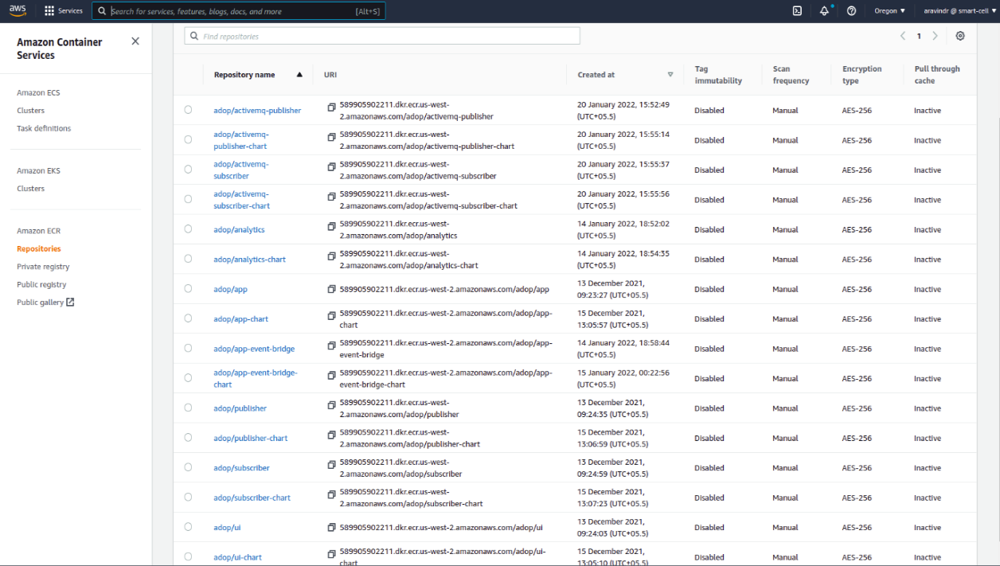 aws
Services
Search for services, features, blogs, docs, and more
[Alt+S]
Oregon ▼
aravindr @ smart-cell ▼
Amazon Container
Services
Amazon ECS
Clusters
Task definitions
Amazon EKS
Clusters
Amazon ECR
Repositories
Private registry
Public registry
Public gallery
Find repositories
1
Repository name
URI
Created at
Tag
immutability
Scan
frequency
Encryption
type
Pull through
cache
adop/activemq-publisher
589905902211.dkr.ecr.us-west-
2.amazonaws.com/adop/activemq-publisher
20 January 2022, 15:52:49
(UTC+05.5)
Disabled
Manual
AES-256
Inactive
adop/activemq-
publisher-chart
589905902211.dkr.ecr.us-west-
2.amazonaws.com/adop/activemq-publisher-chart
20 January 2022, 15:55:14
(UTC+05.5)
Disabled
Manual
AES-256
Inactive
adop/activemq-
subscriber
589905902211.dkr.ecr.us-west-
2.amazonaws.com/adop/activemq-subscriber
20 January 2022, 15:55:37
(UTC+05.5)
Disabled
Manual
AES-256
Inactive
adop/activemq-
subscriber-chart
589905902211.dkr.ecr.us-west-
2.amazonaws.com/adop/activemq-subscriber-chart
20 January 2022, 15:55:56
(UTC+05.5)
Disabled
Manual
AES-256
Inactive
adop/analytics
589905902211.dkr.ecr.us-west-
2.amazonaws.com/adop/analytics
14 January 2022, 18:52:02
(UTC+05.5)
Disabled
Manual
AES-256
Inactive
adop/analytics-chart
589905902211.dkr.ecr.us-west-
2.amazonaws.com/adop/analytics-chart
14 January 2022, 18:54:35
(UTC+05.5)
Disabled
Manual
AES-256
Inactive
adop/app
589905902211.dkr.ecr.us-west-2.amazonaws.com/adop/app
13 December 2021,
09:23:27 (UTC+05.5)
Disabled
Manual
AES-256
Inactive
adop/app-chart
589905902211.dkr.ecr.us-west-2.amazonaws.com/adop/app-
chart
15 December 2021,
13:05:57 (UTC+05.5)
Disabled
Manual
AES-256
Inactive
adop/app-event-bridge
589905902211.dkr.ecr.us-west-2.amazonaws.com/adop/app-
event-bridge
14 January 2022, 18:58:44
(UTC+05.5)
Disabled
Manual
AES-256
Inactive
adop/app-event-bridge-
chart
589905902211.dkr.ecr.us-west-2.amazonaws.com/adop/app-
event-bridge-chart
15 January 2022, 00:22:56
(UTC+05.5)
Disabled
Manual
AES-256
Inactive
adop/publisher
589905902211.dkr.ecr.us-west-
2.amazonaws.com/adop/publisher
13 December 2021,
09:24:35 (UTC+05.5)
Disabled
Manual
AES-256
Inactive
adop/publisher-chart
589905902211.dkr.ecr.us-west-
2.amazonaws.com/adop/publisher-chart
15 December 2021,
13:06:59 (UTC+05.5)
Disabled
Manual
AES-256
Inactive
adop/subscriber
589905902211.dkr.ecr.us-west-
2.amazonaws.com/adop/subscriber
13 December 2021,
09:24:59 (UTC+05.5)
Disabled
Manual
AES-256
Inactive
adop/subscriber-chart
589905902211.dkr.ecr.us-west-
2.amazonaws.com/adop/subscriber-chart
15 December 2021,
13:07:23 (UTC+05.5)
Disabled
Manual
AES-256
Inactive
adop/ui
589905902211.dkr.ecr.us-west-2.amazonaws.com/adop/ui
13 December 2021,
09:24:03 (UTC+05.5)
Disabled
Manual
AES-256
Inactive
adop/ui-chart
589905902211.dkr.ecr.us-west-2.amazonaws.com/adop/ui-
chart
15 December 2021,
13:05:10 (UTC+05.5)
Disabled
Manual
AES-256
Inactive